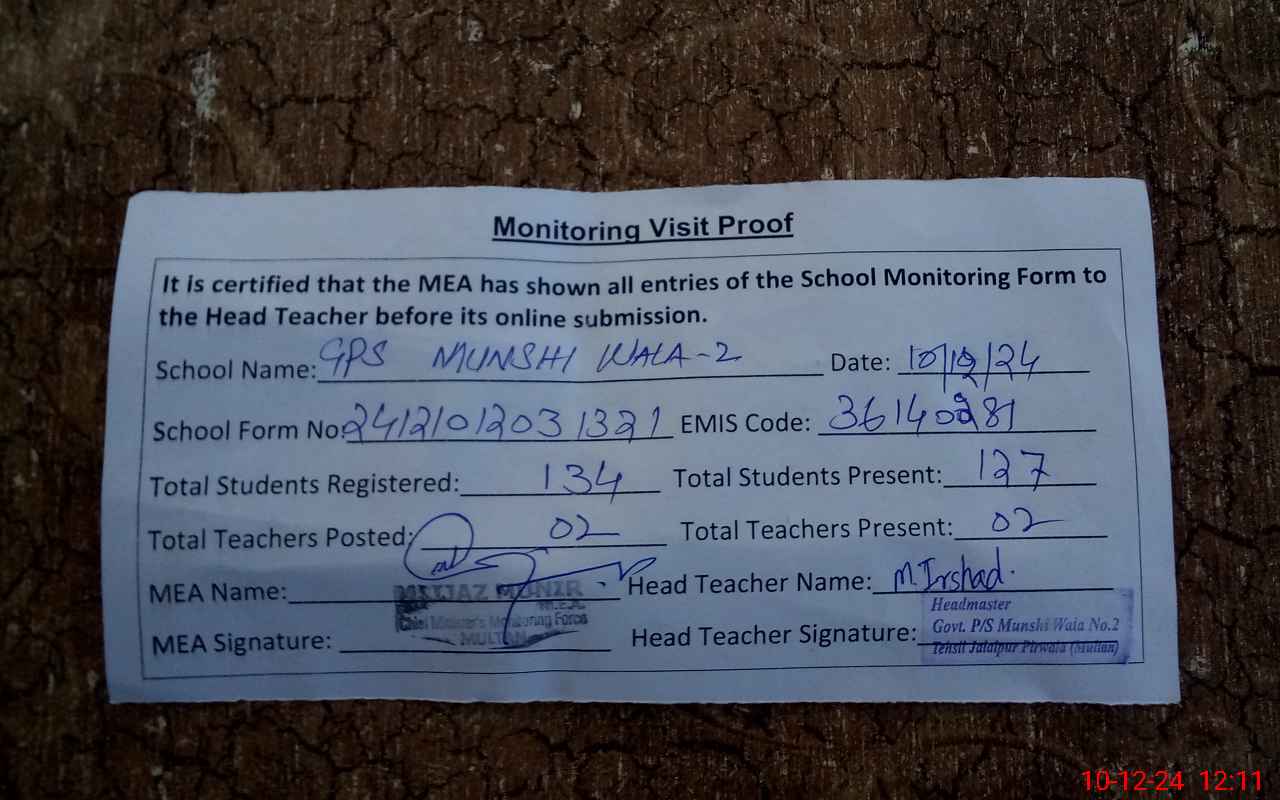 Monitoring Visit Proof
It is certified that the MEA has shown all entries of the School Monitoring Form to
the Head Teacher before its online submission.
School Name: GPS MUNSHI WALA-2 Date: 10/12/24
School Form No: 2412101203 1321 EMIS Code: 36140281
Total Students Registered: 134 Total Students Present: 127
Total Teachers Posted: 02 Total Teachers Present: 02
MEA Name: MUNIR Head Teacher Name: M. Irshad.
M.E.A.
Chief Minister's Monitoring Force
MULTAN
MEA Signature: Head Teacher Signature:
Headmaster
Govt. P/S Munshi Wala No.2
Tehsil Jalalpur Pirwala (Multan)
10-12-24 12:11